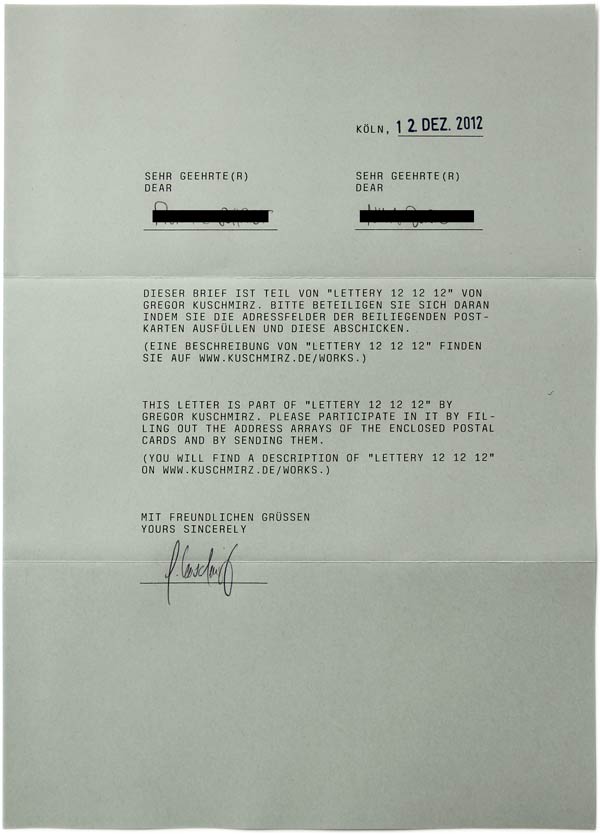 KÖLN, 12. DEZ. 2012
SEHR GEEHRTE(R)
DEAR
SEHR GEEHRTE(R)
DEAR
DIESER BRIEF IST TEIL VON "LETTERY 12 12 12" VON
GREGOR KUSCHMIRZ. BITTE BETEILIGEN SIE SICH DARAN
INDEM SIE DIE ADRESSFELDER DER BEILIEGENDEN POST-
KARTEN AUSFÜLLEN UND DIESE ABSCHICKEN.
(EINE BESCHREIBUNG VON "LETTERY 12 12 12" FINDEN
SIE AUF WWW.KUSCHMIRZ.DE/WORKS.)
THIS LETTER IS PART OF "LETTERY 12 12 12" BY
GREGOR KUSCHMIRZ. PLEASE PARTICIPATE IN IT BY FIL-
LING OUT THE ADDRESS ARRAYS OF THE ENCLOSED POSTAL
CARDS AND BY SENDING THEM.
(YOU WILL FIND A DESCRIPTION OF "LETTERY 12 12 12"
ON WWW.KUSCHMIRZ.DE/WORKS.)
MIT FREUNDLICHEN GRÜSSEN
YOURS SINCERELY